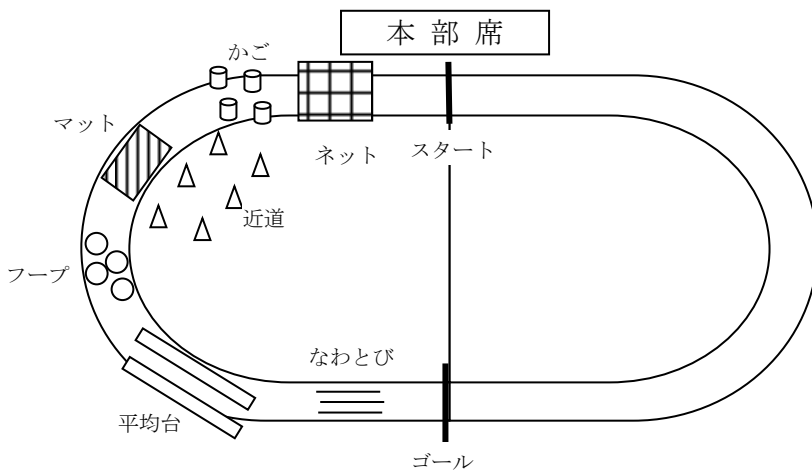 本部席
かご
マット
ネット
スタート
近道
フープ
なわとび
平均台
ゴール